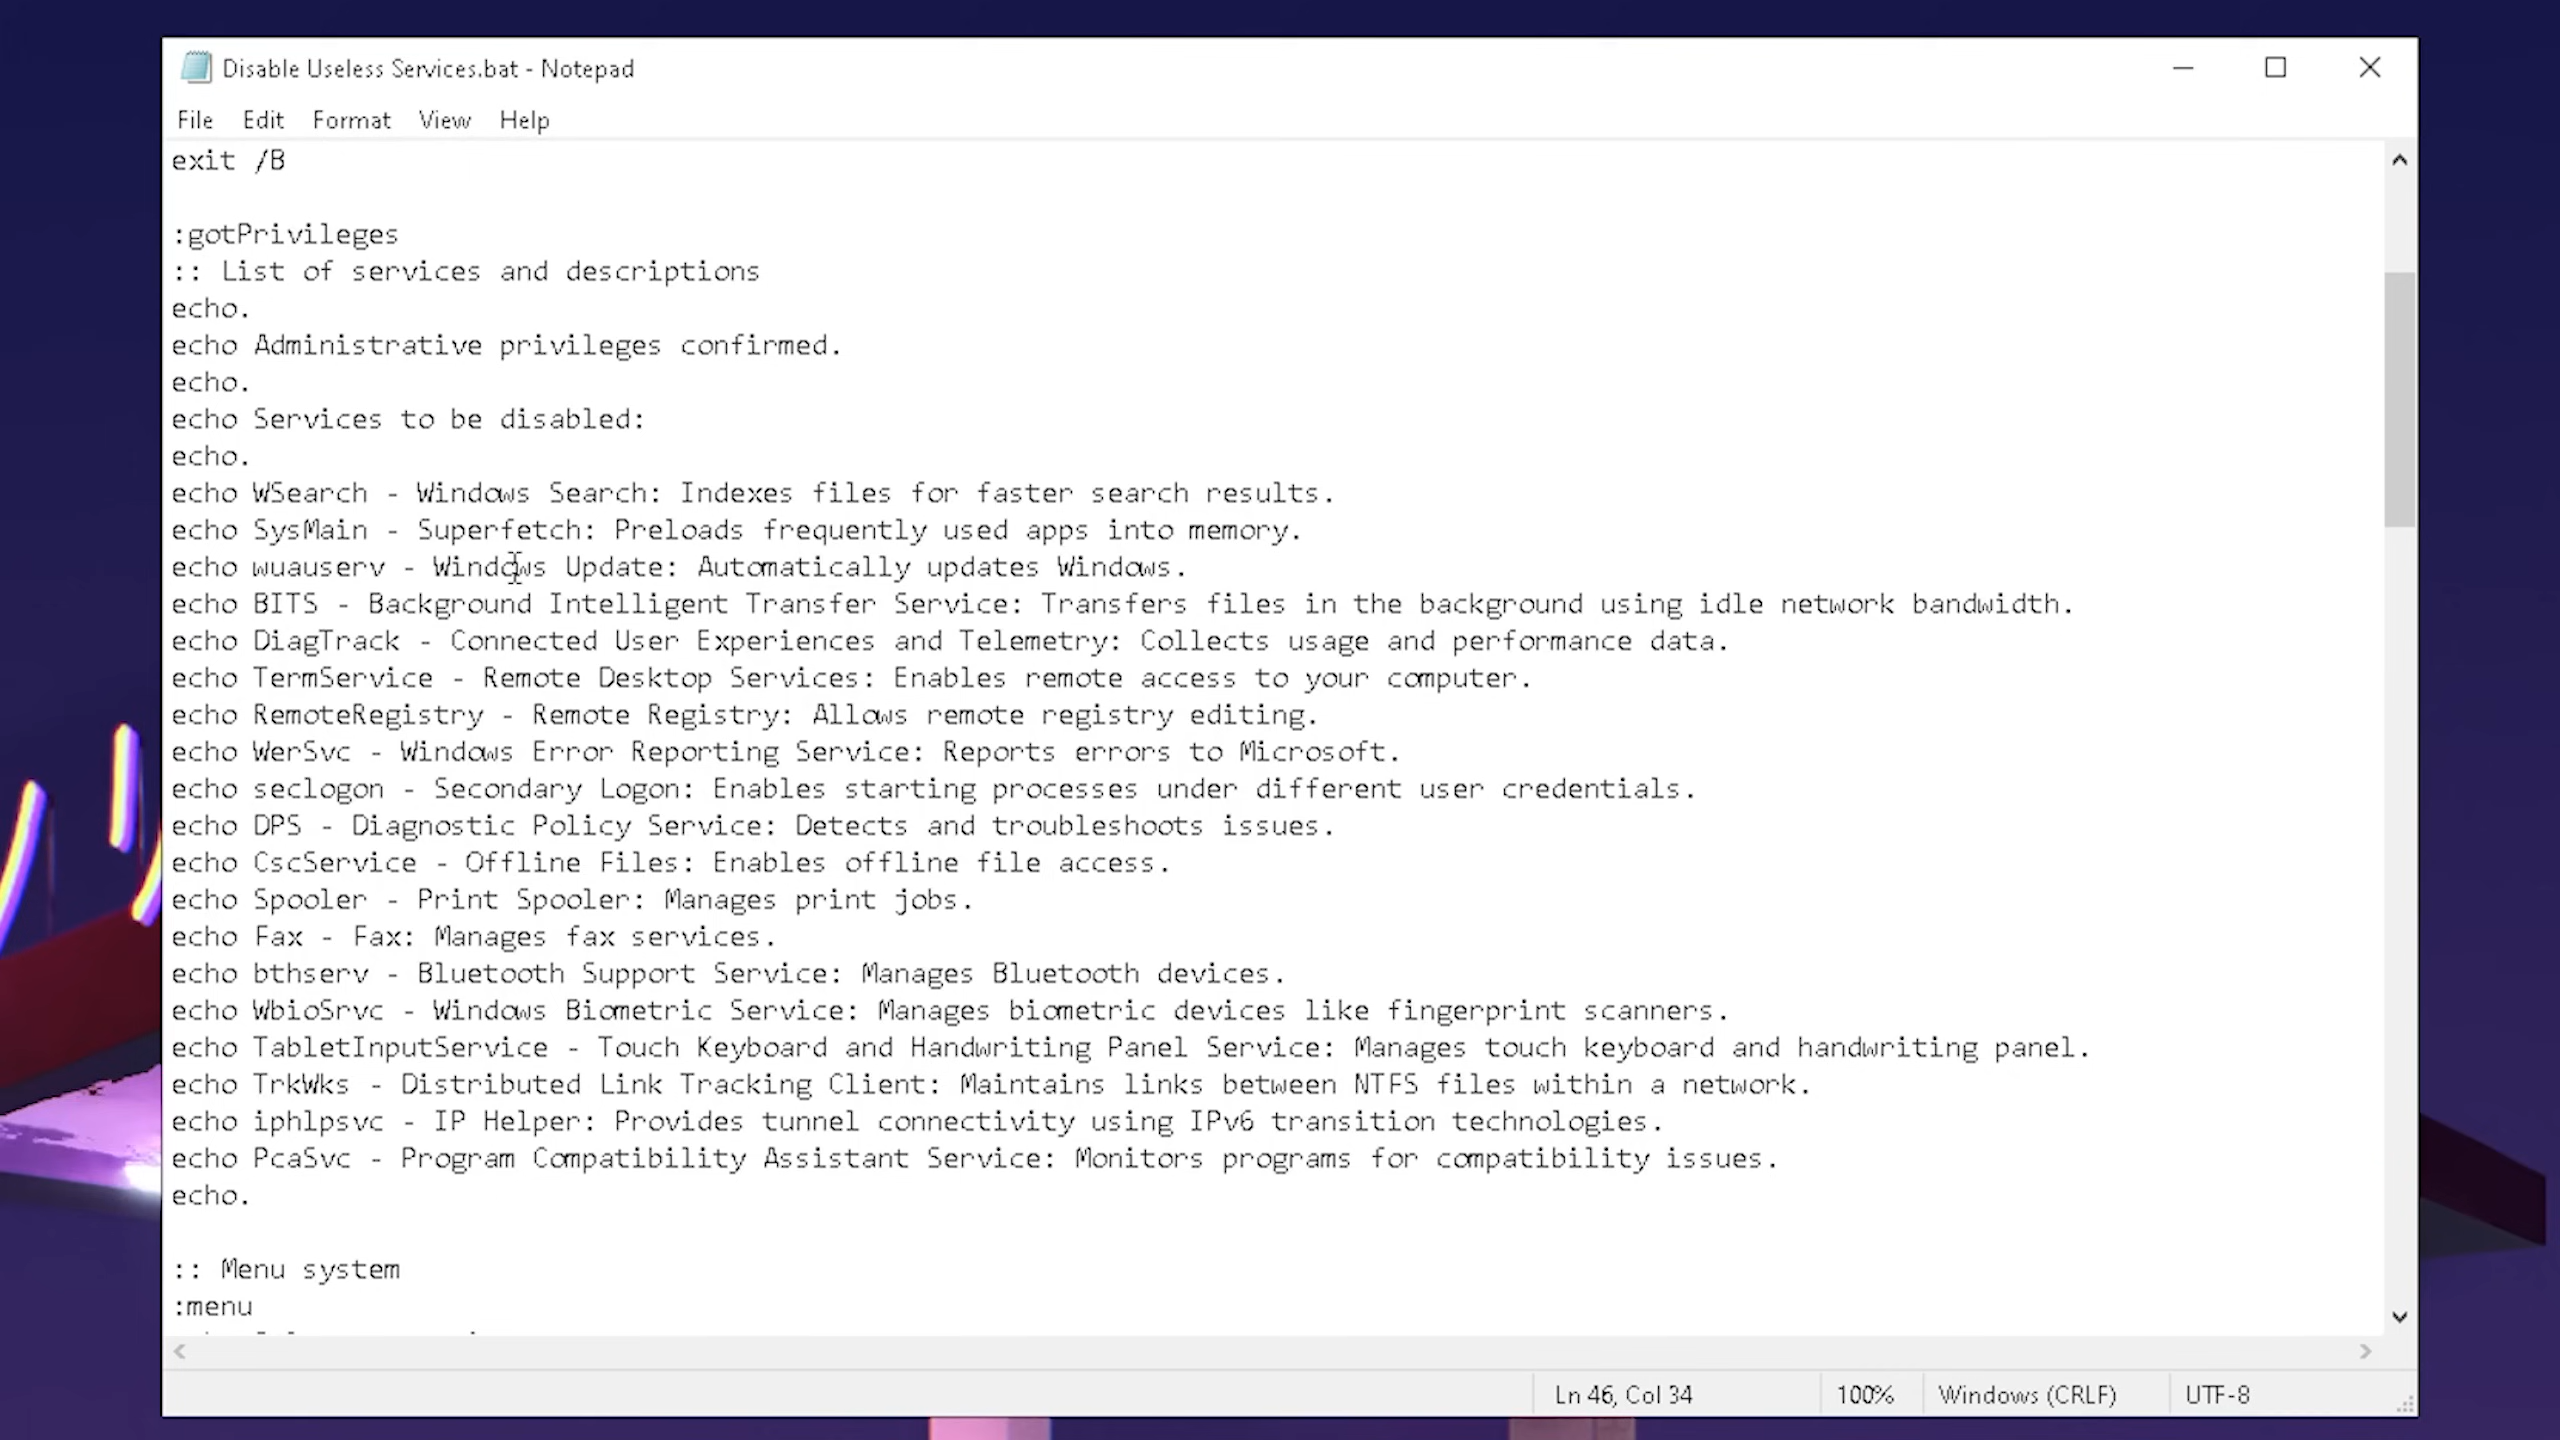 Disable Useless Services.bat - Notepad
File Edit Format View Help
exit /B
:gotPrivileges
:: List of services and descriptions
echo.
echo Administrative privileges confirmed.
echo.
echo Services to be disabled:
echo.
echo WSearch - Windows Search: Indexes files for faster search results.
echo SysMain - Superfetch: Preloads frequently used apps into memory.
echo wuauserv - Windows Update: Automatically updates Windows.
echo BITS - Background Intelligent Transfer Service: Transfers files in the background using idle network bandwidth.
echo DiagTrack - Connected User Experiences and Telemetry: Collects usage and performance data.
echo TermService - Remote Desktop Services: Enables remote access to your computer.
echo RemoteRegistry - Remote Registry: Allows remote registry editing.
echo WerSvc - Windows Error Reporting Service: Reports errors to Microsoft.
echo seclogon - Secondary Logon: Enables starting processes under different user credentials.
echo DPS - Diagnostic Policy Service: Detects and troubleshoots issues.
echo CscService - Offline Files: Enables offline file access.
echo Spooler - Print Spooler: Manages print jobs.
echo Fax - Fax: Manages fax services.
echo bthserv - Bluetooth Support Service: Manages Bluetooth devices.
echo WbioSrvc - Windows Biometric Service: Manages biometric devices like fingerprint scanners.
echo TabletInputService - Touch Keyboard and Handwriting Panel Service: Manages touch keyboard and handwriting panel.
echo TrkWks - Distributed Link Tracking Client: Maintains links between NTFS files within a network.
echo iphlpsvc - IP Helper: Provides tunnel connectivity using IPv6 transition technologies.
echo PcaSvc - Program Compatibility Assistant Service: Monitors programs for compatibility issues.
echo.
:: Menu system
:menu
Ln 46, Col 34 100% Windows (CRLF) UTF-8